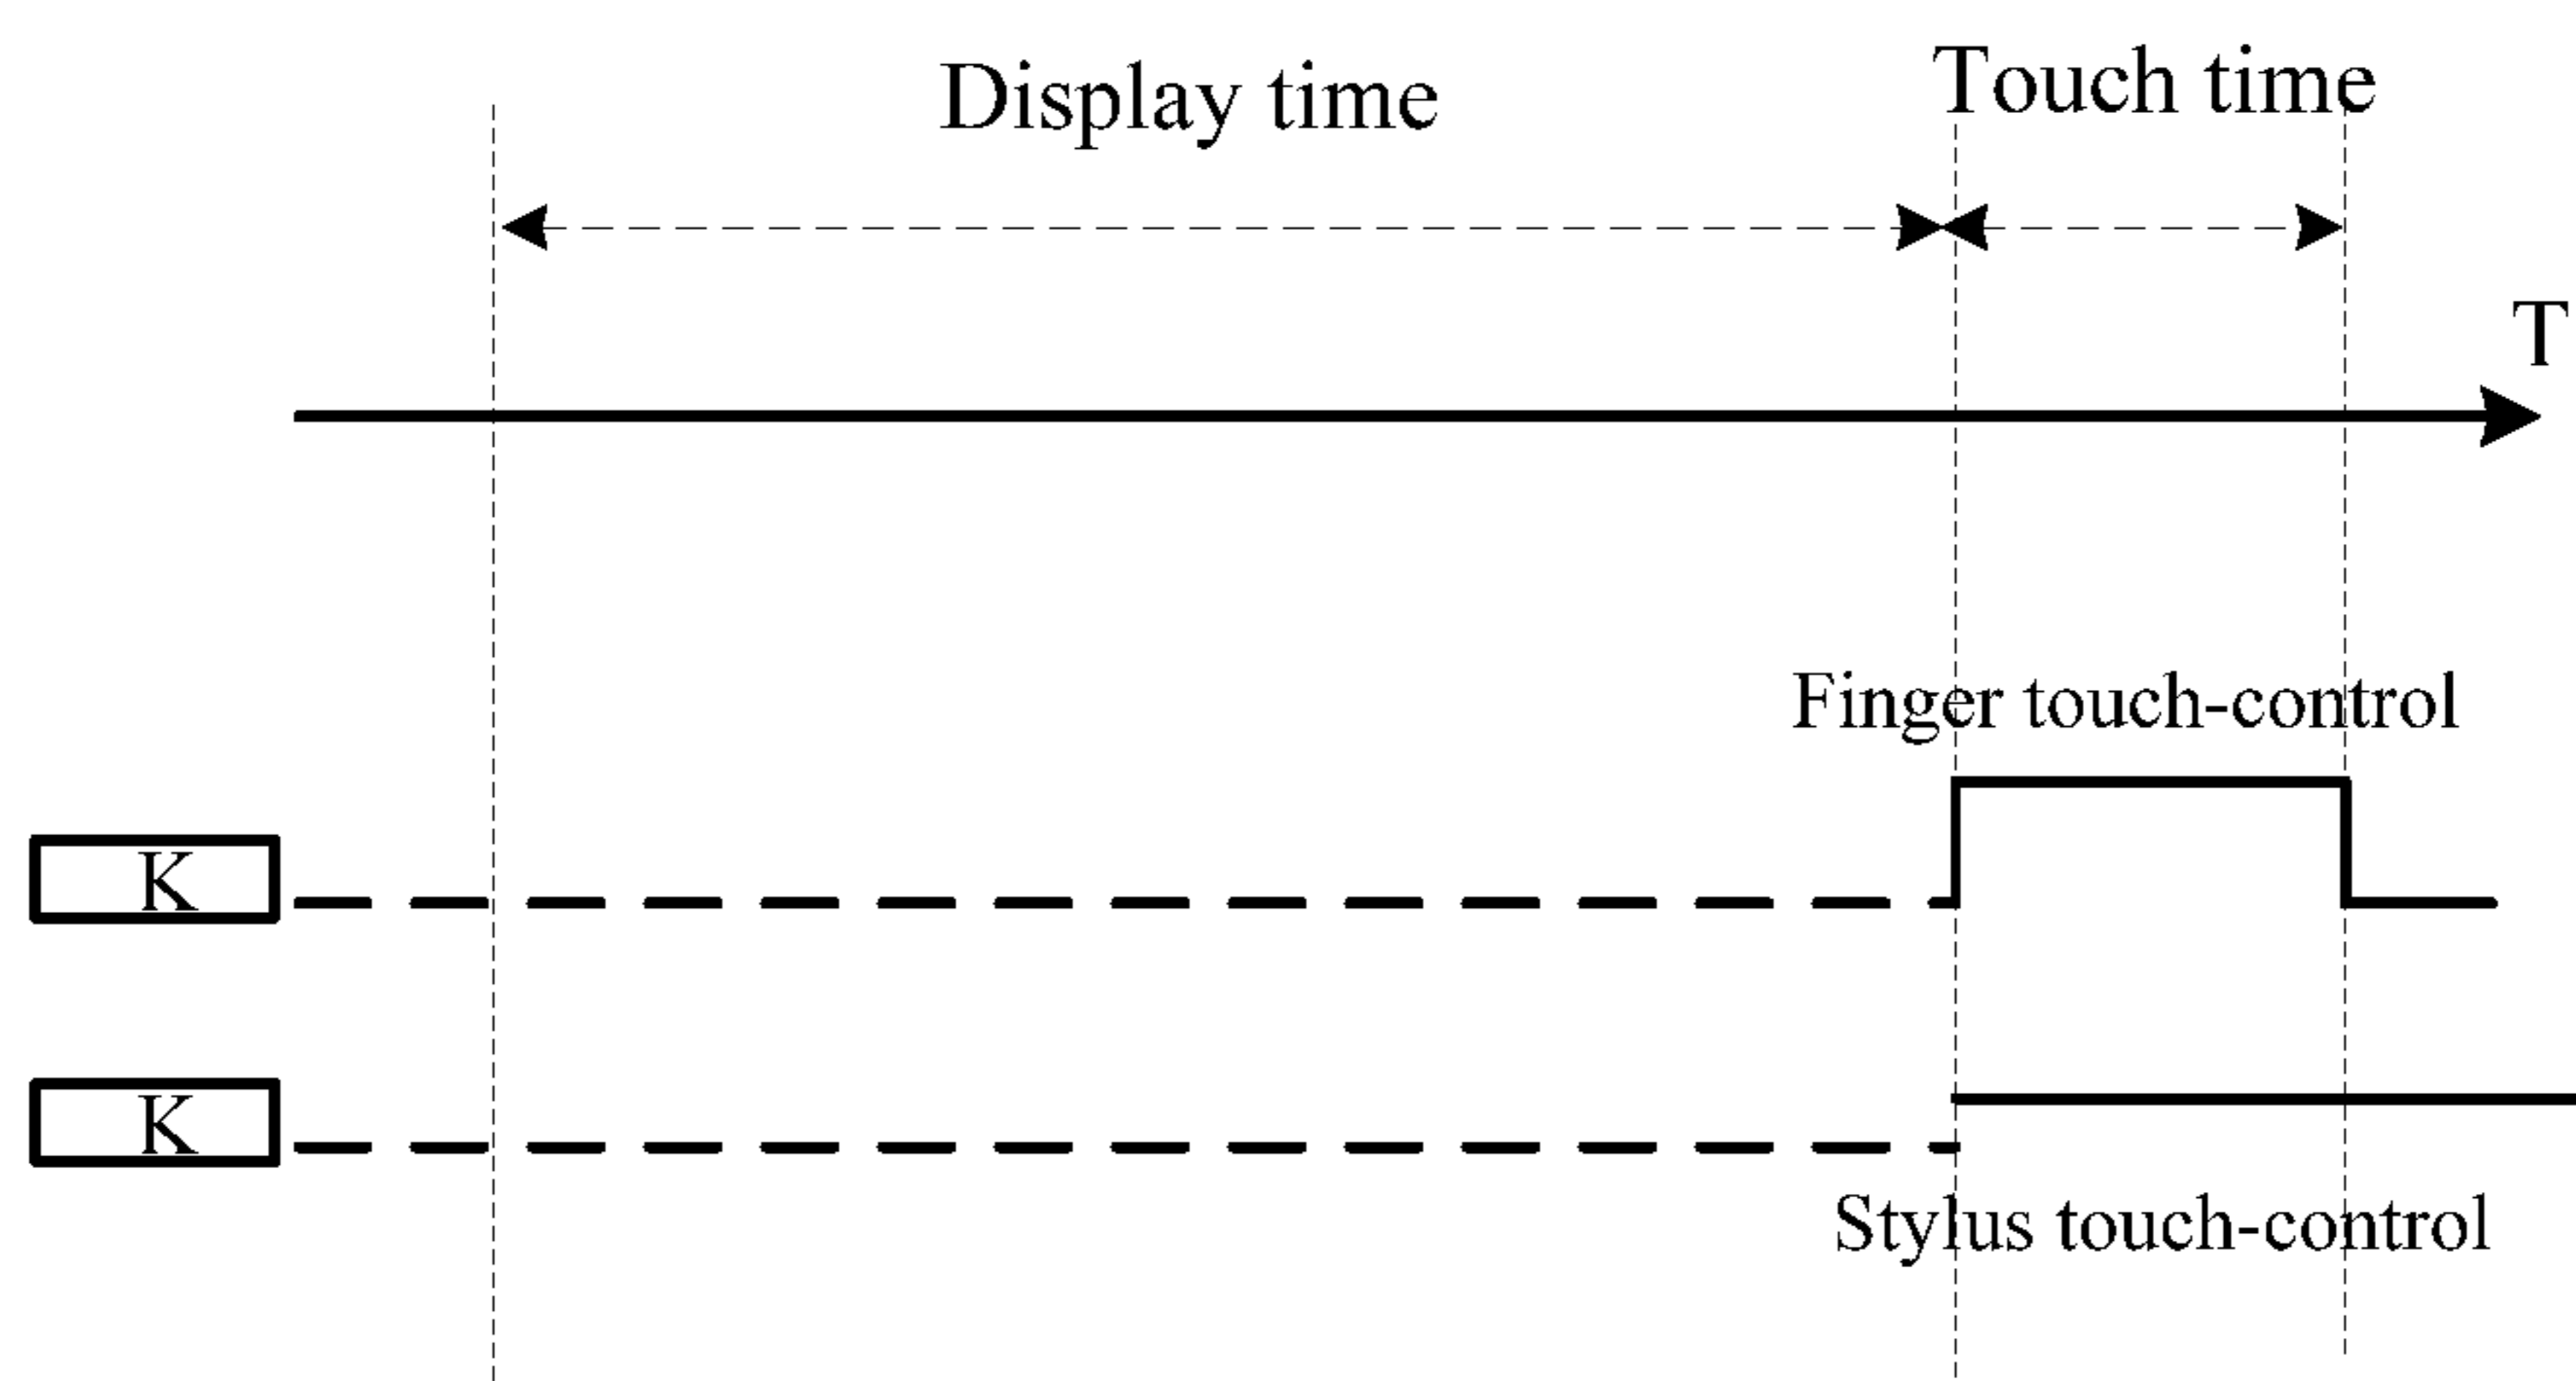 Display time
Touch time
T
Finger touch-control
K
K
Stylus touch-control